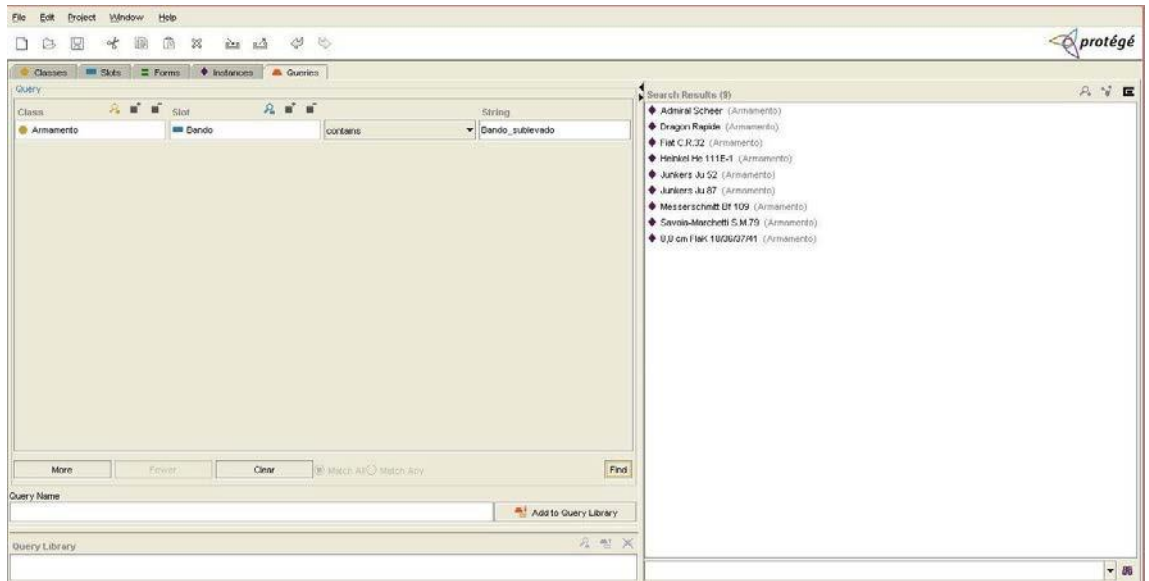 File Edit Project Window Help
protégé
Classes Slots Forms Instances Queries
Query
Class Slot String
Armamento Bando contains Bando_sublevado
More Fewer Clear Match All Match Any Find
Query Name
Add to Query Library
Query Library
Search Results (9)
Admiral Scheer (Armamento)
Dragon Rapide (Armamento)
Fiat C.R.32 (Armamento)
Heinkel He 111E-1 (Armamento)
Junkers Ju 52 (Armamento)
Junkers Ju 87 (Armamento)
Messerschmitt Bf 109 (Armamento)
Savoia-Marchetti S.M.79 (Armamento)
8,8 cm FlaK 18/36/37/41 (Armamento)